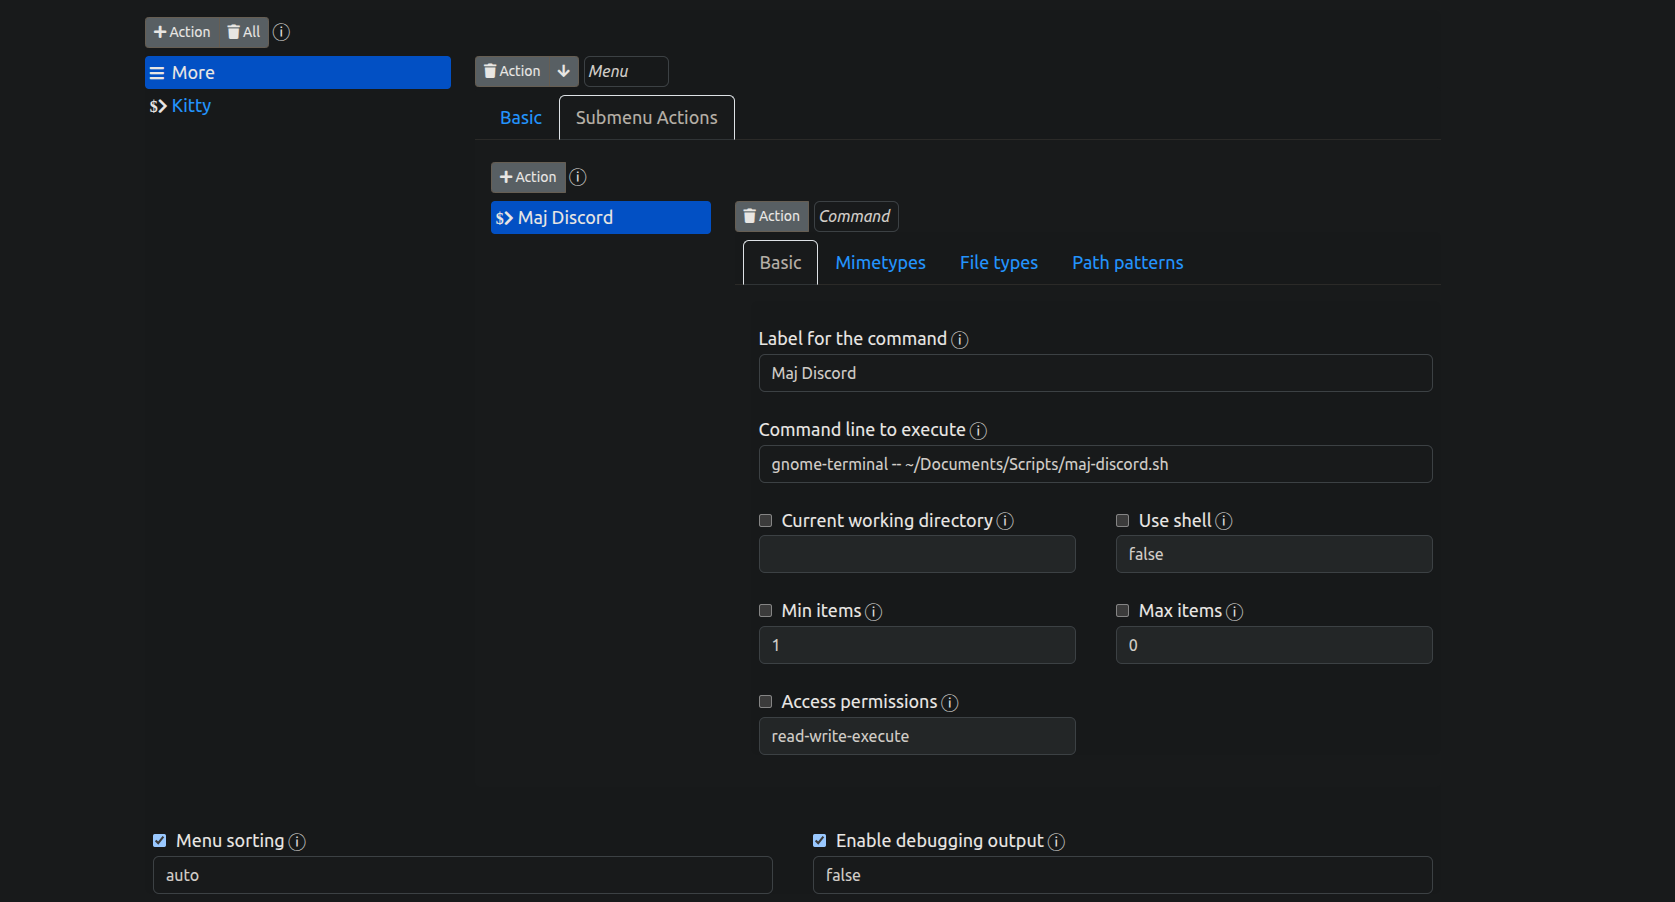 Action All
More
Kitty
Action Menu
Basic Submenu Actions
Action
Maj Discord
Action Command
Basic Mimetypes File types Path patterns
Label for the command
Maj Discord
Command line to execute
gnome-terminal -- ~/Documents/Scripts/maj-discord.sh
Current working directory Use shell
false
Min items Max items
1 0
Access permissions
read-write-execute
Menu sorting Enable debugging output
auto false